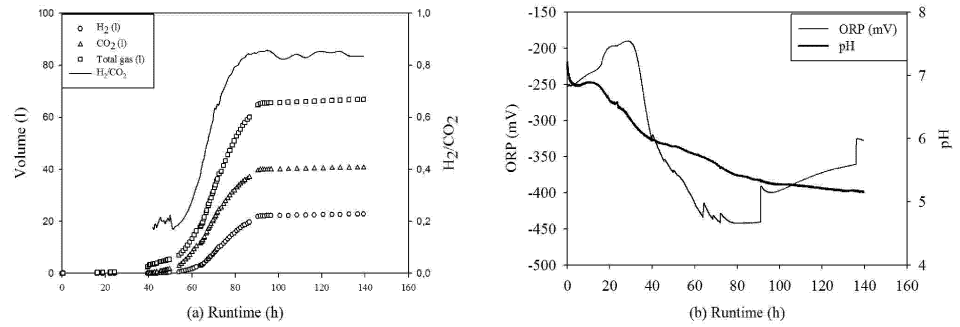 H2 (l)
CO2 (l)
Total gas (l)
H2/CO2
100
80
60
40
20
0
Volume (l)
1,0
0,8
0,6
0,4
0,2
0,0
H2/CO2
0 20 40 60 80 100 120 140 160
(a) Runtime (h)
ORP (mV)
pH
-150
-200
-250
-300
-350
-400
-450
-500
ORP (mV)
8
7
6
5
4
pH
0 20 40 60 80 100 120 140 160
(b) Runtime (h)